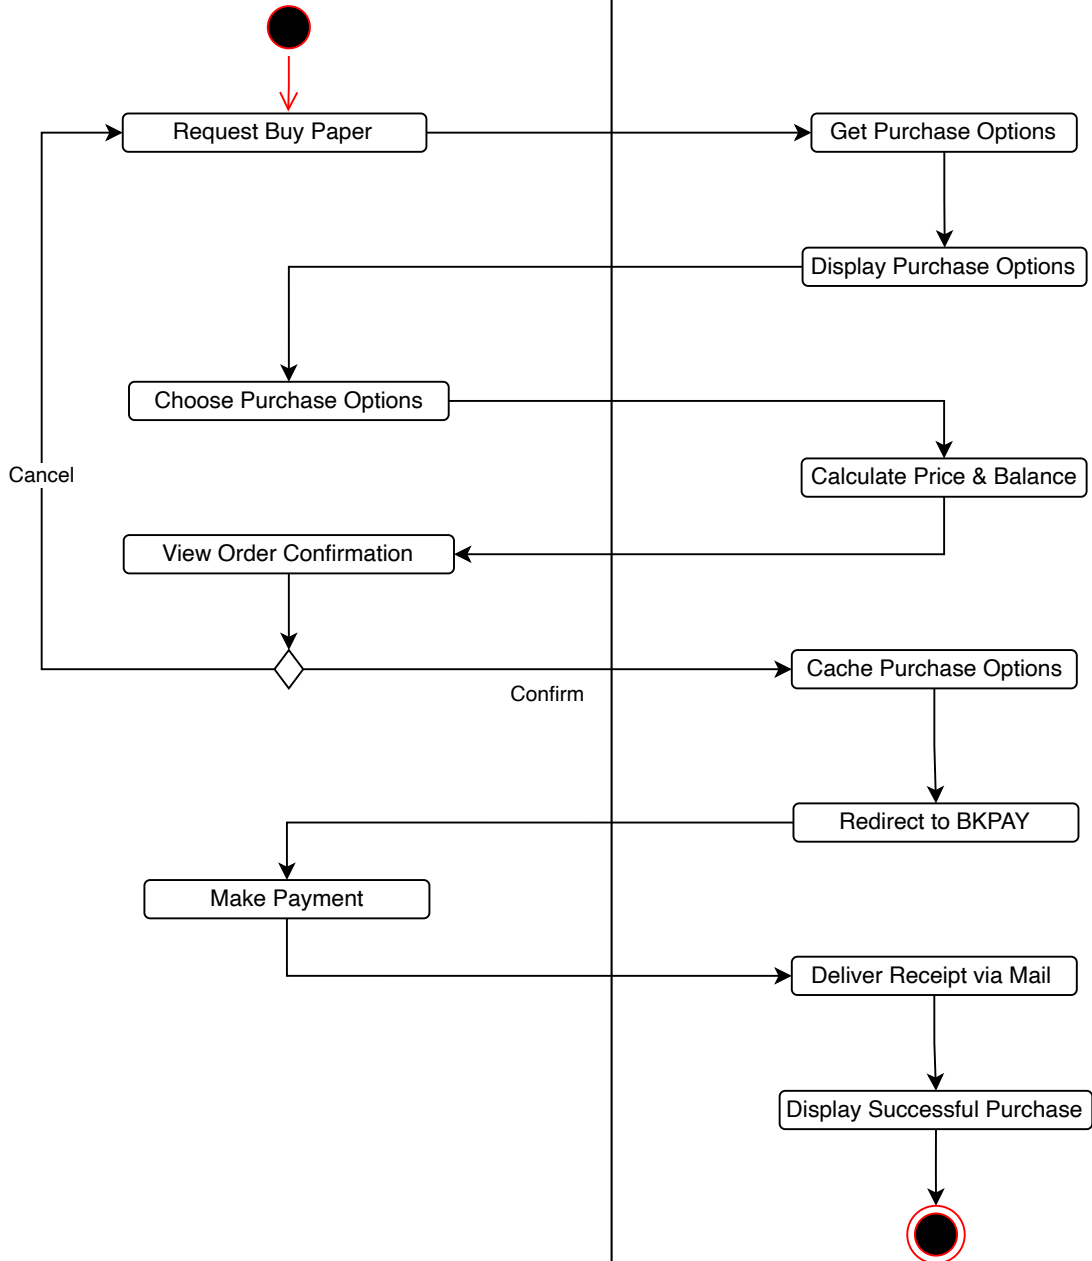 Request Buy Paper
Get Purchase Options
Display Purchase Options
Choose Purchase Options
Cancel
Calculate Price & Balance
View Order Confirmation
Cache Purchase Options
Confirm
Redirect to BKPAY
Make Payment
Deliver Receipt via Mail
Display Successful Purchase